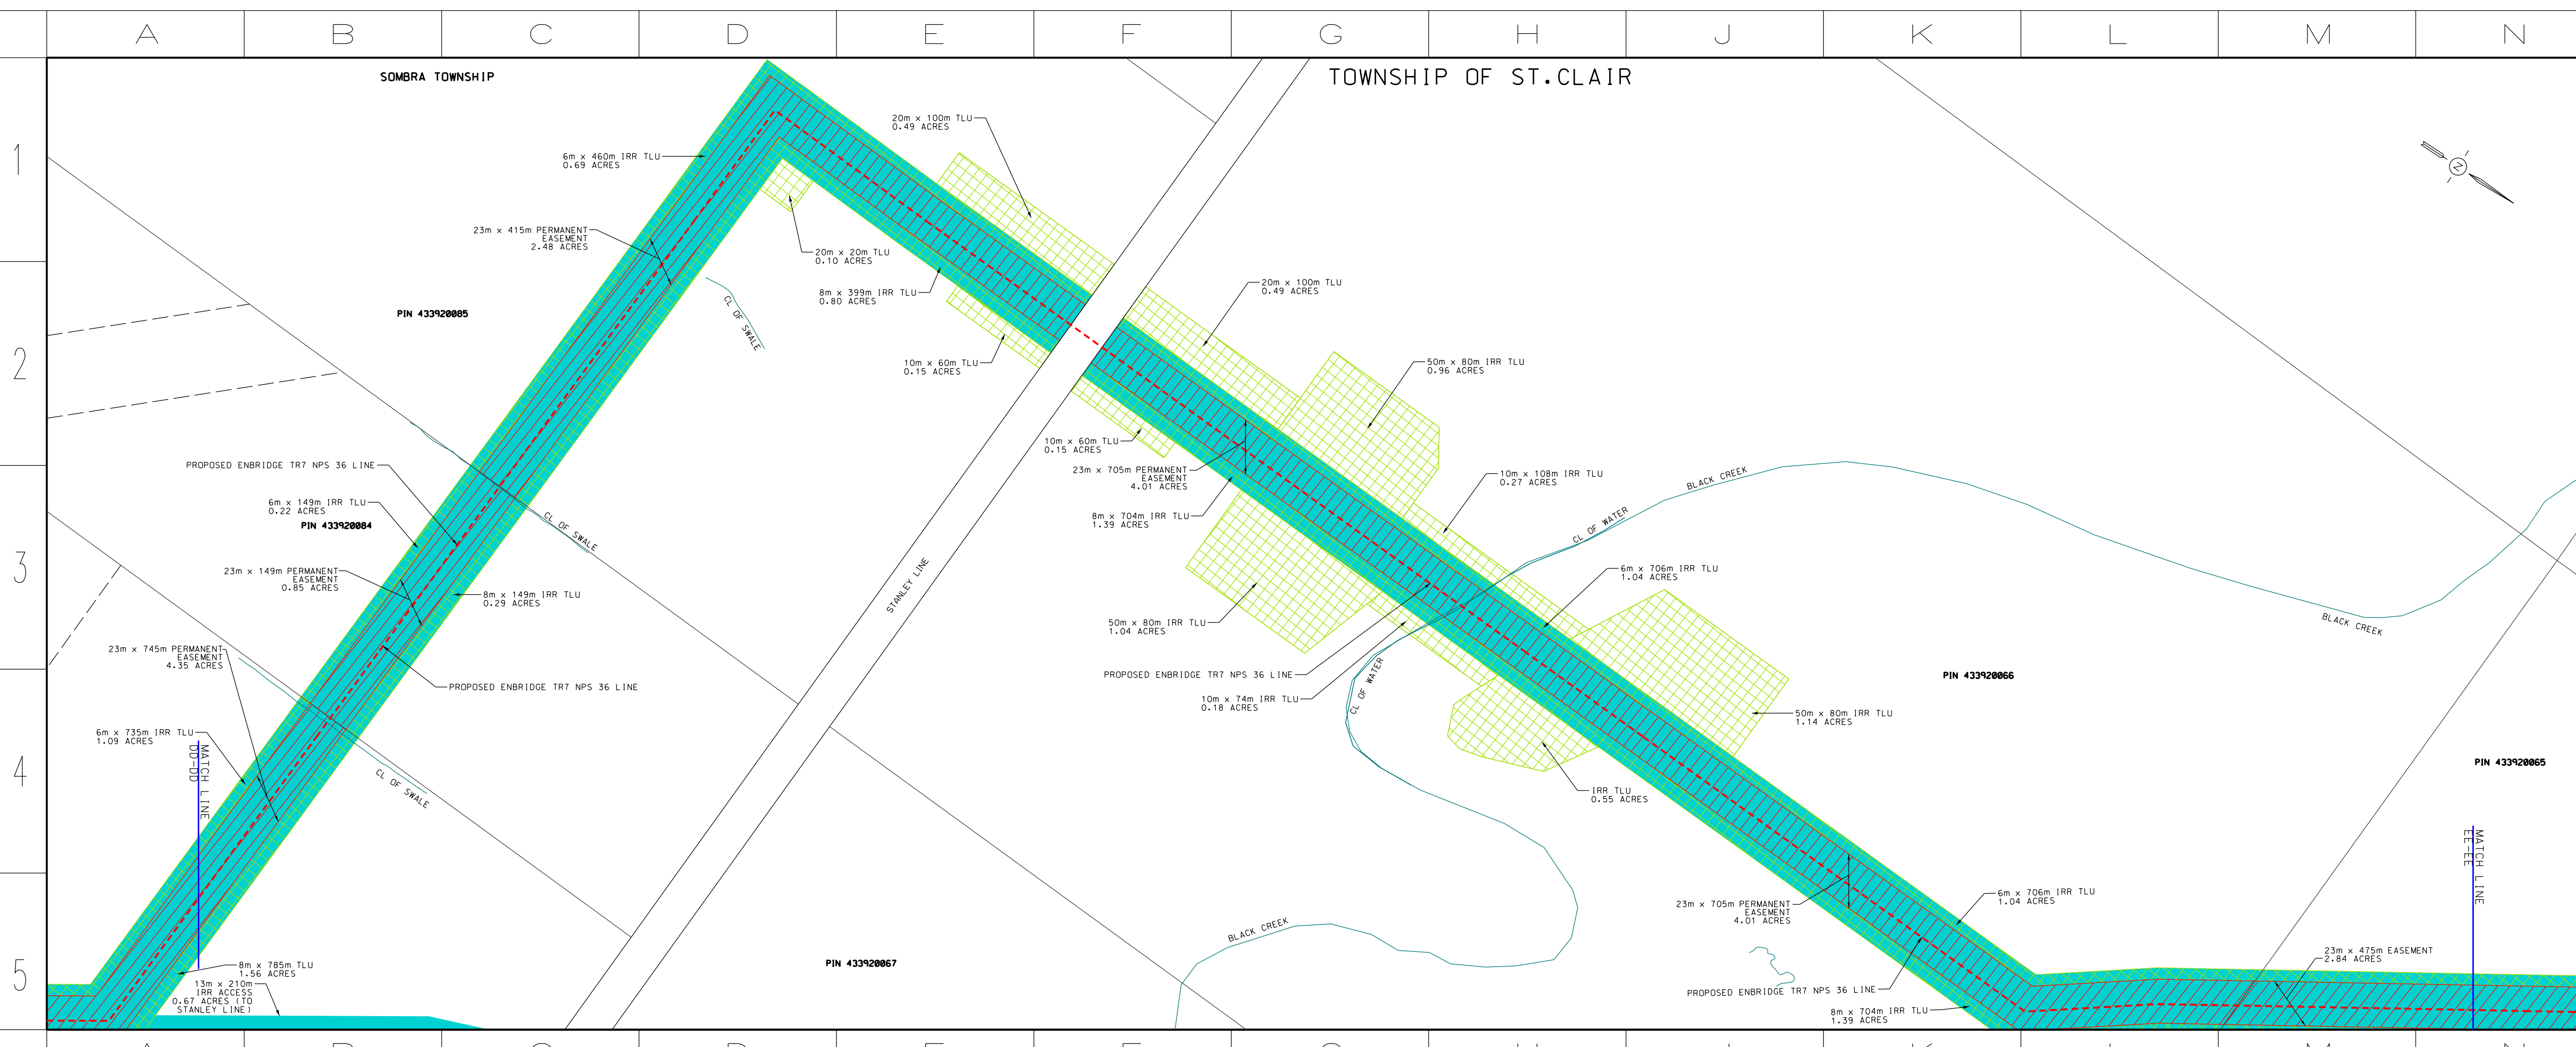 A
B
C
D
E
F
G
H
J
K
L
M
N
1
2
3
4
5
SOMBRA TOWNSHIP
TOWNSHIP OF ST.CLAIR
20m x 100m TLU
0.49 ACRES
6m x 460m IRR TLU
0.69 ACRES
N
23m x 415m PERMANENT
EASEMENT
2.48 ACRES
20m x 20m TLU
0.10 ACRES
8m x 399m IRR TLU
0.80 ACRES
20m x 100m TLU
0.49 ACRES
CL OF SWALE
PIN 433920085
10m x 60m TLU
0.15 ACRES
50m x 80m IRR TLU
0.96 ACRES
10m x 60m TLU
0.15 ACRES
PROPOSED ENBRIDGE TR7 NPS 36 LINE
23m x 705m PERMANENT
EASEMENT
4.01 ACRES
10m x 108m IRR TLU
0.27 ACRES
BLACK CREEK
6m x 149m IRR TLU
0.22 ACRES
PIN 433920084
CL OF SWALE
8m x 704m IRR TLU
1.39 ACRES
CL OF WATER
STANLEY LINE
23m x 149m PERMANENT
EASEMENT
0.85 ACRES
8m x 149m IRR TLU
0.29 ACRES
6m x 706m IRR TLU
1.04 ACRES
50m x 80m IRR TLU
1.04 ACRES
BLACK CREEK
23m x 745m PERMANENT
EASEMENT
4.35 ACRES
PROPOSED ENBRIDGE TR7 NPS 36 LINE
PROPOSED ENBRIDGE TR7 NPS 36 LINE
CL OF WATER
PIN 433920066
10m x 74m IRR TLU
0.18 ACRES
50m x 80m IRR TLU
1.14 ACRES
6m x 735m IRR TLU
1.09 ACRES
MATCH LINE
DD-DD
CL OF SWALE
IRR TLU
0.55 ACRES
PIN 433920065
MATCH LINE
EE-EE
23m x 705m PERMANENT
EASEMENT
4.01 ACRES
6m x 706m IRR TLU
1.04 ACRES
BLACK CREEK
PIN 433920067
23m x 475m EASEMENT
2.84 ACRES
8m x 785m TLU
1.56 ACRES
13m x 210m
IRR ACCESS
0.67 ACRES (TO
STANLEY LINE)
PROPOSED ENBRIDGE TR7 NPS 36 LINE
8m x 704m IRR TLU
1.39 ACRES